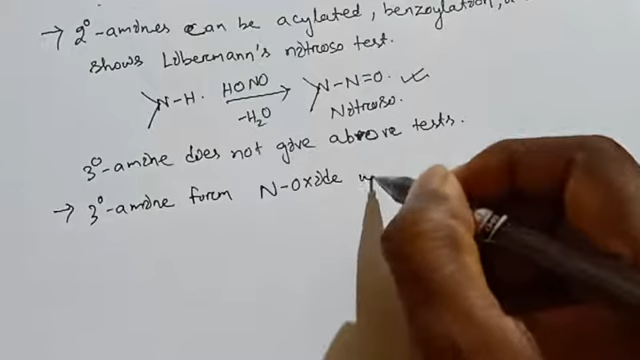 → 2°-amines can be acylated, benzoylation,
shows Libermann's nitroso test.
N-H. HONO -H2O → N-N=O. ✓
Nitroso.
3°-amine does not give above tests.
→ 3°-amine form N-Oxide